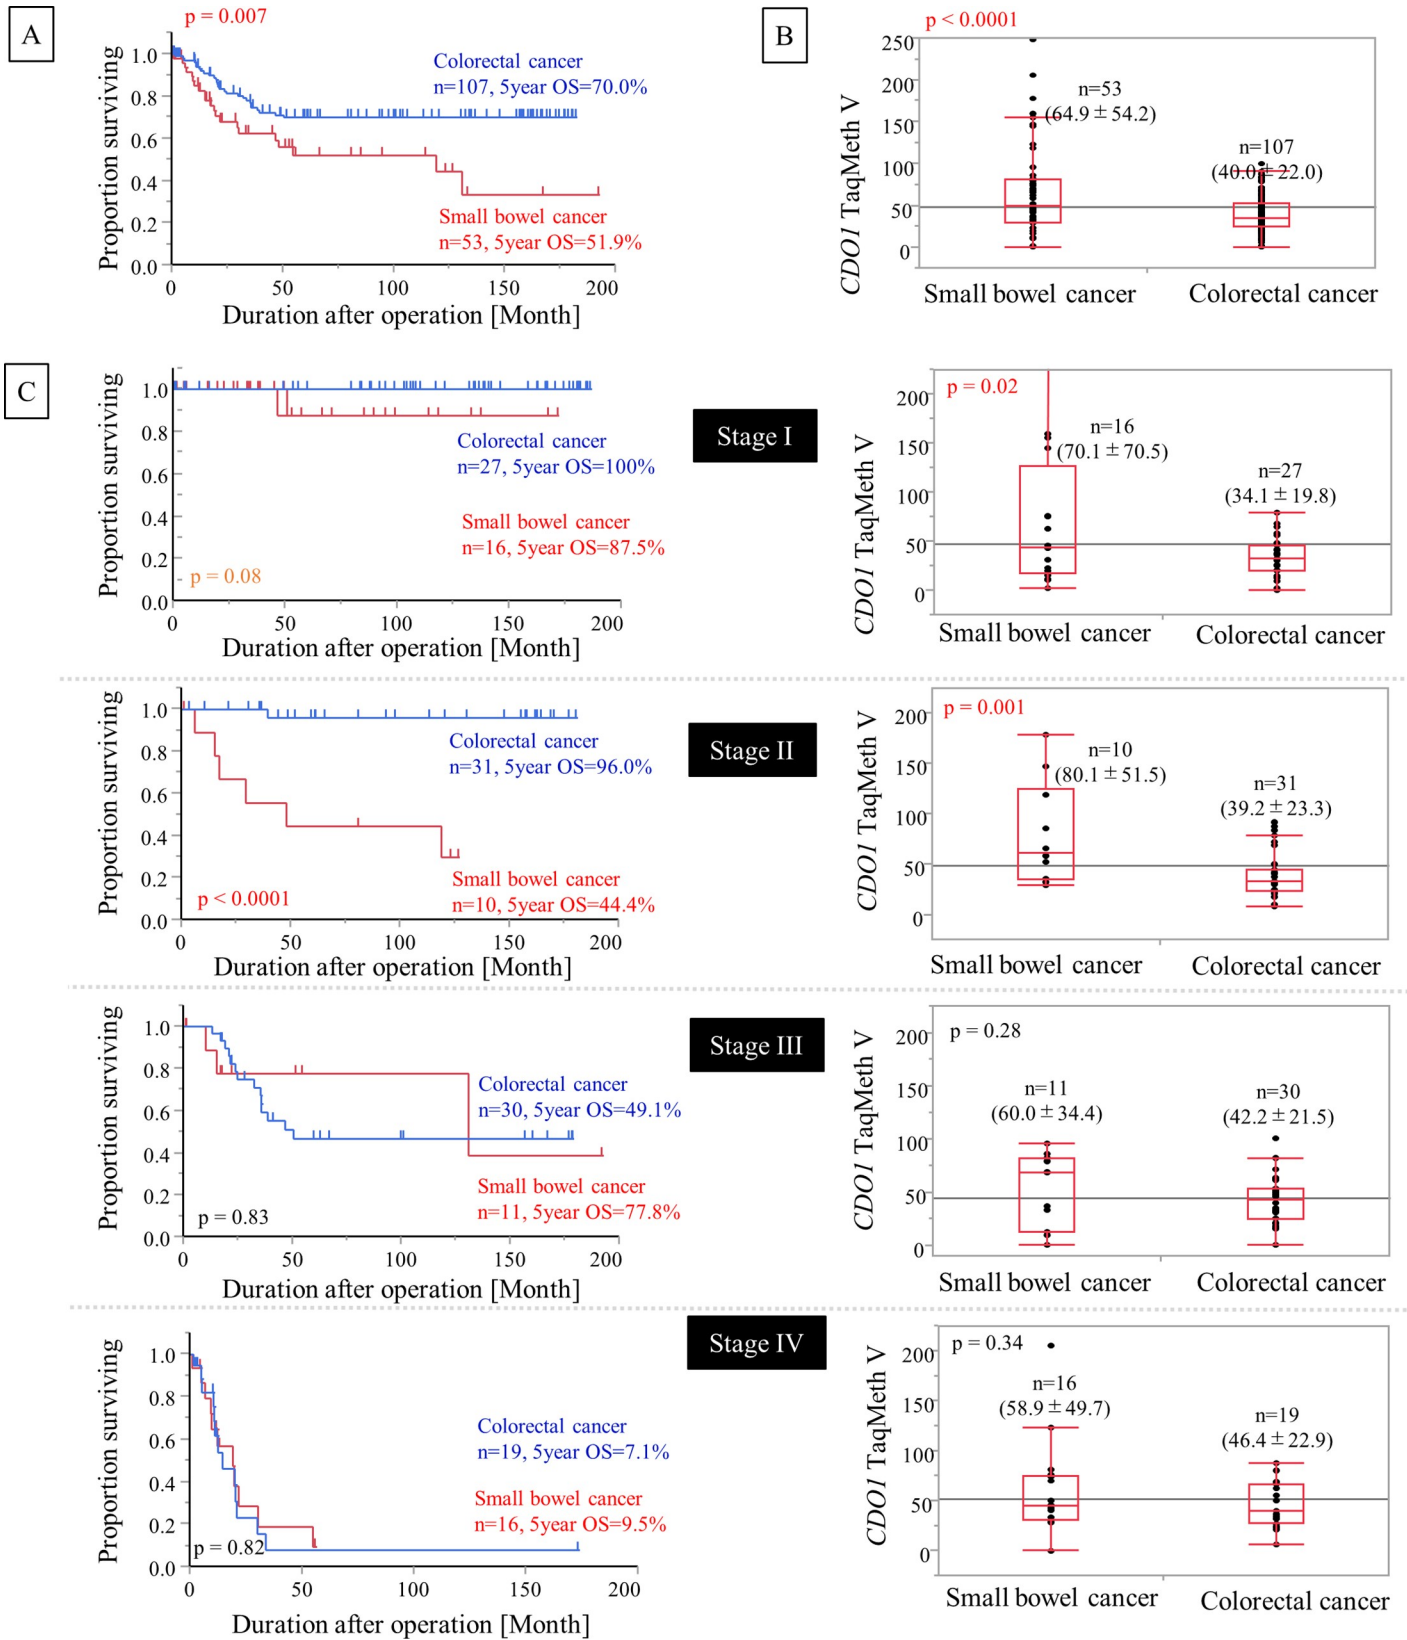 A
p = 0.007
Proportion surviving
1.0
0.8
0.6
0.4
0.2
0.0
Colorectal cancer
n=107, 5year OS=70.0%
Small bowel cancer
n=53, 5year OS=51.9%
0 50 100 150 200
Duration after operation [Month]
B
p < 0.0001
CDO1 TaqMeth V
250
200
150
100
50
0
n=53
(64.9±54.2)
n=107
(40.0±22.0)
Small bowel cancer Colorectal cancer
C
Proportion surviving
1.0
0.8
0.6
0.4
0.2
0.0
Colorectal cancer
n=27, 5year OS=100%
Small bowel cancer
n=16, 5year OS=87.5%
p = 0.08
0 50 100 150 200
Duration after operation [Month]
Stage I
p = 0.02
CDO1 TaqMeth V
200
150
100
50
0
n=16
(70.1±70.5)
n=27
(34.1±19.8)
Small bowel cancer Colorectal cancer
Proportion surviving
1.0
0.8
0.6
0.4
0.2
0.0
Colorectal cancer
n=31, 5year OS=96.0%
Small bowel cancer
n=10, 5year OS=44.4%
p < 0.0001
0 50 100 150 200
Duration after operation [Month]
Stage II
p = 0.001
CDO1 TaqMeth V
200
150
100
50
0
n=10
(80.1±51.5)
n=31
(39.2±23.3)
Small bowel cancer Colorectal cancer
Proportion surviving
1.0
0.8
0.6
0.4
0.2
0.0
Colorectal cancer
n=30, 5year OS=49.1%
Small bowel cancer
n=11, 5year OS=77.8%
p = 0.83
0 50 100 150 200
Duration after operation [Month]
Stage III
p = 0.28
CDO1 TaqMeth V
200
150
100
50
0
n=11
(60.0±34.4)
n=30
(42.2±21.5)
Small bowel cancer Colorectal cancer
Proportion surviving
1.0
0.8
0.6
0.4
0.2
0.0
Colorectal cancer
n=19, 5year OS=7.1%
Small bowel cancer
n=16, 5year OS=9.5%
p = 0.82
0 50 100 150 200
Duration after operation [Month]
Stage IV
p = 0.34
CDO1 TaqMeth V
200
150
100
50
0
n=16
(58.9±49.7)
n=19
(46.4±22.9)
Small bowel cancer Colorectal cancer